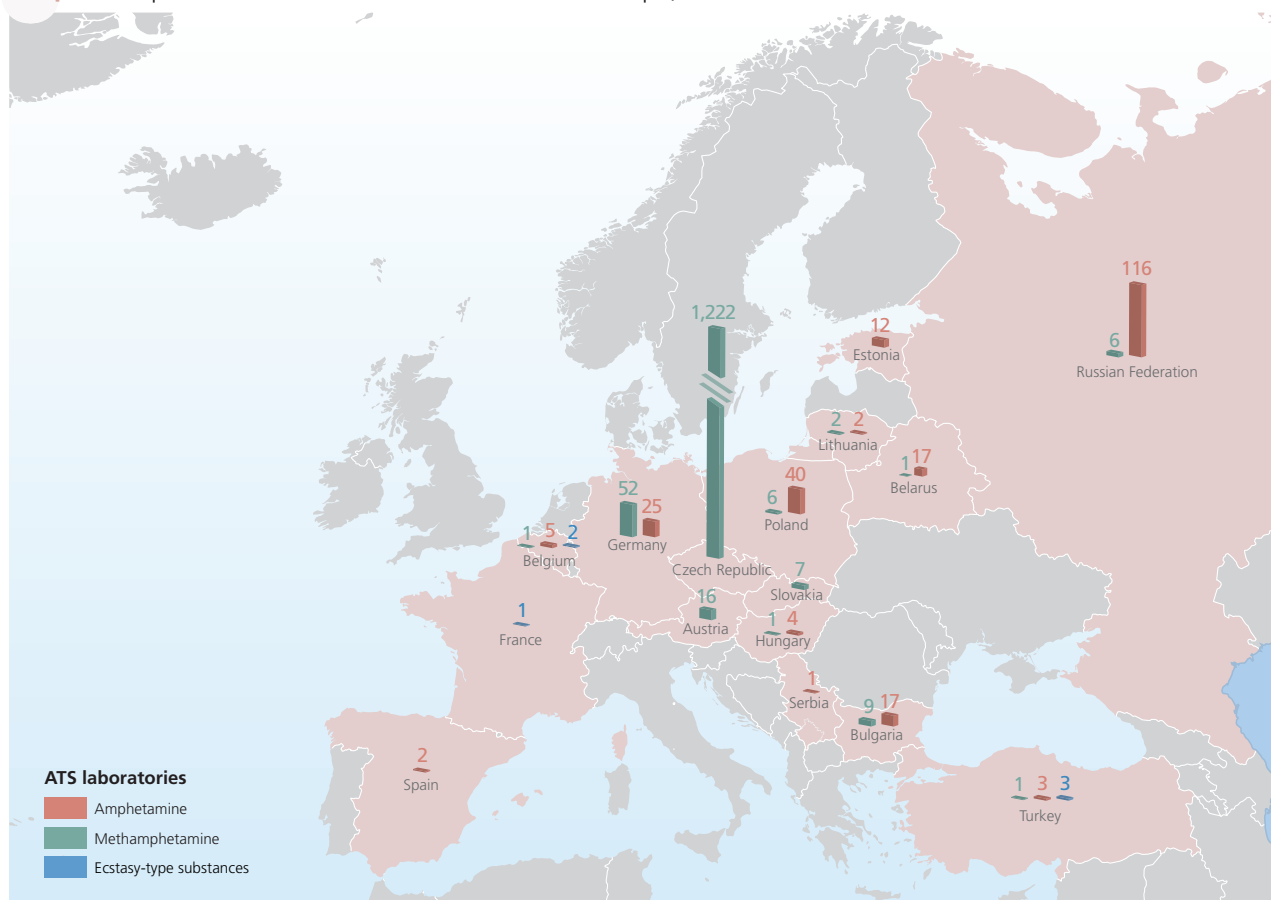 1,222
116
6
Russian Federation
12
Estonia
2 2
Lithuania
1 17
Belarus
40
6
Poland
52
25
Germany
1 5 2
Belgium
Czech Republic
7
Slovakia
16
Austria
1
France
1 4
Hungary
1
Serbia
9 17
Bulgaria
2
Spain
1 3 3
Turkey
ATS laboratories
Amphetamine
Methamphetamine
Ecstasy-type substances